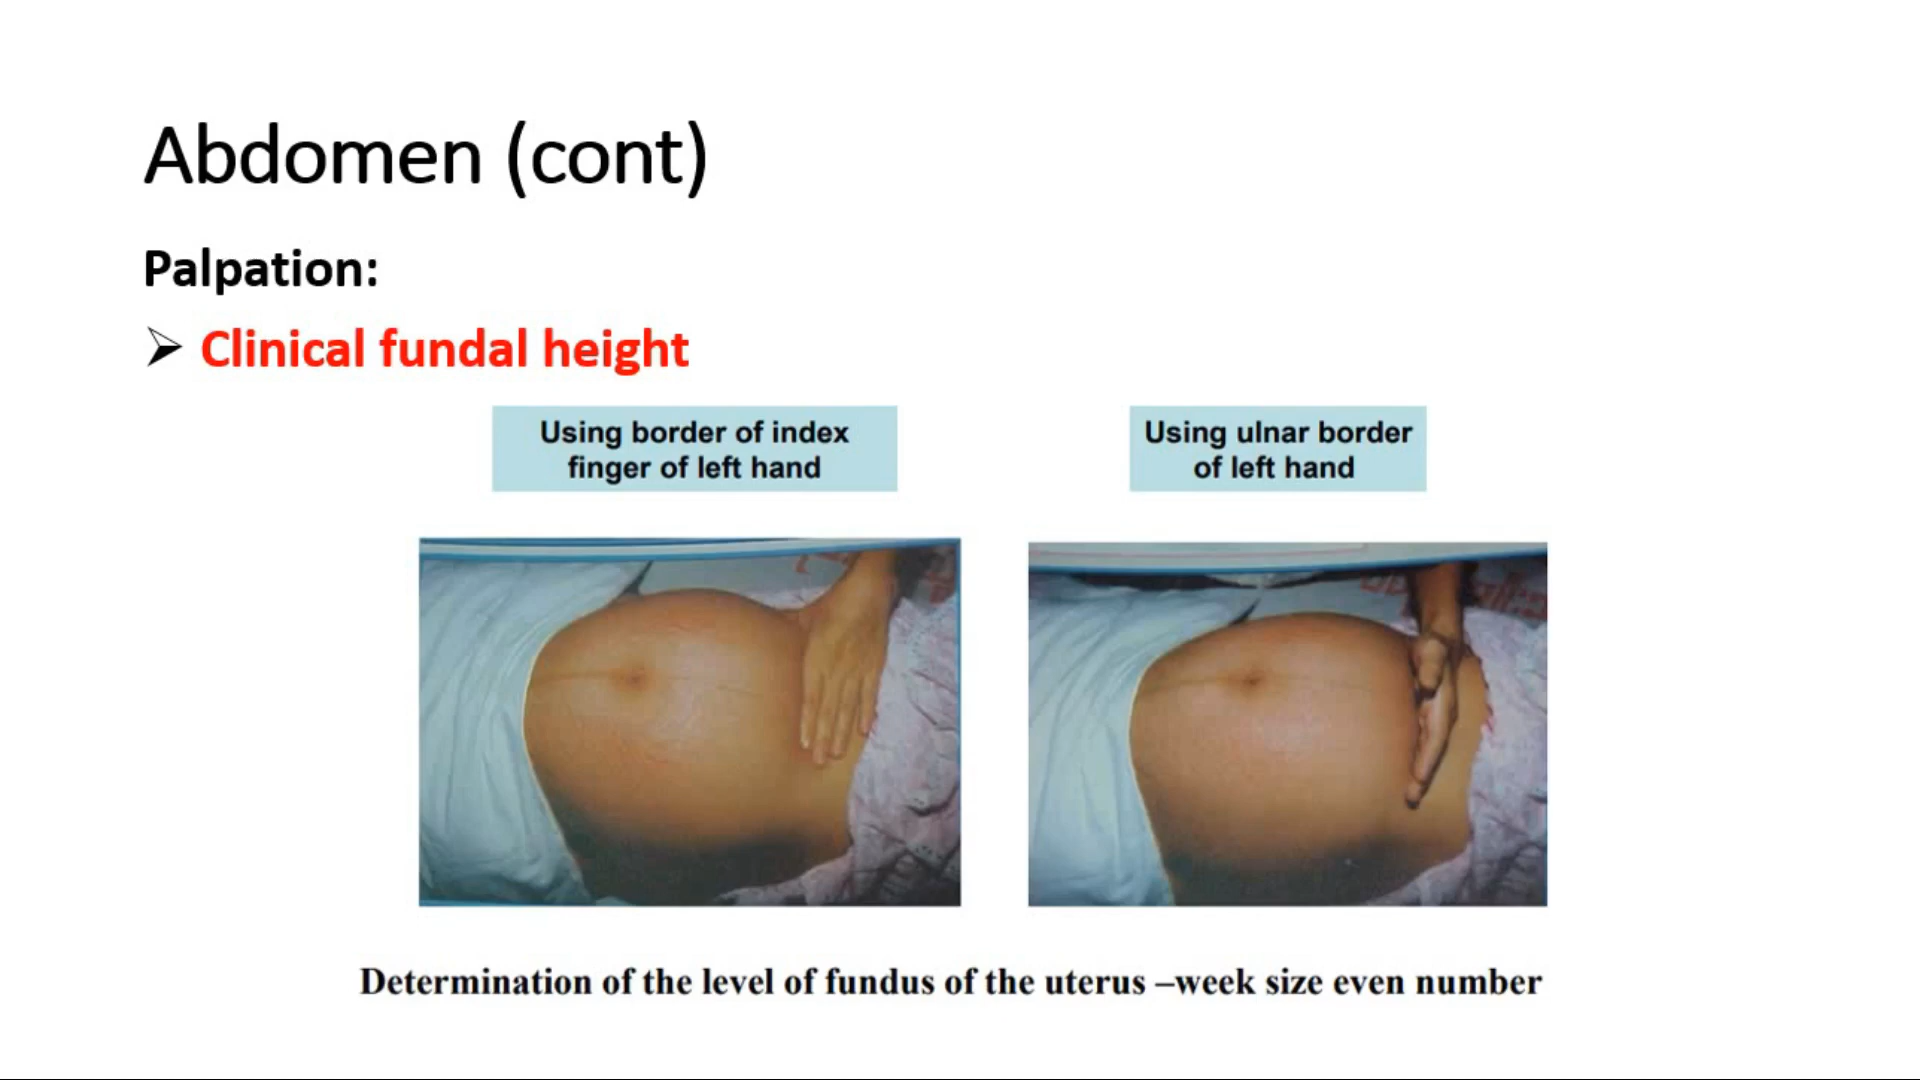 Abdomen (cont)
Palpation:
➢ Clinical fundal height
Using border of index
finger of left hand
Using ulnar border
of left hand
Determination of the level of fundus of the uterus –week size even number